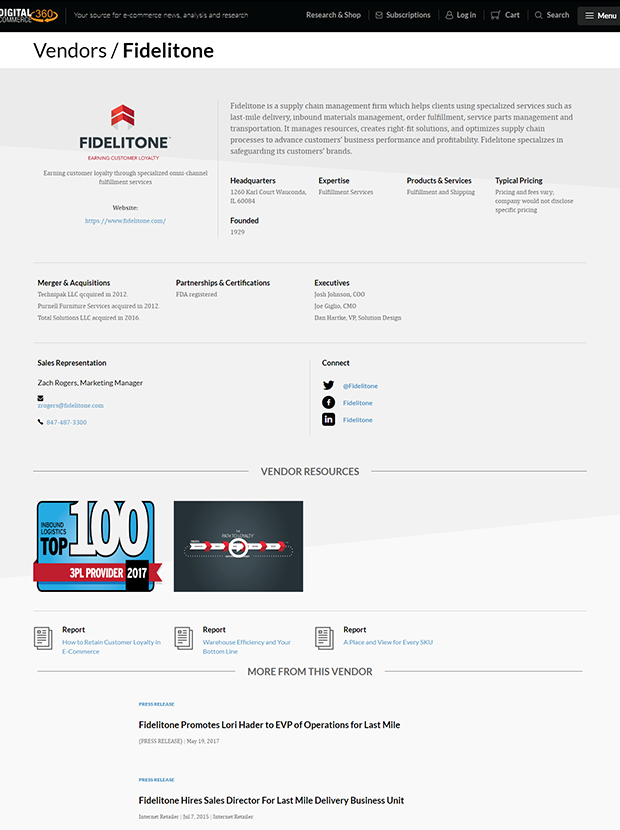 DIGITAL
COMMERCE 360
Your source for e-commerce news, analysis and research
Research & Shop
Subscriptions
Log in
Cart
Search
Menu
Vendors / Fidelitone
FIDELITONE™
EARNING CUSTOMER LOYALTY
Earning customer loyalty through specialized omni-channel
fulfillment services
Website:
https://www.fidelitone.com/
Fidelitone is a supply chain management firm which helps clients using specialized services such as
last-mile delivery, inbound materials management, order fulfillment, service parts management and
transportation. It manages resources, creates right-fit solutions, and optimizes supply chain
processes to advance customers' business performance and profitability. Fidelitone specializes in
safeguarding its customers' brands.
Headquarters
1260 Karl Court Wauconda,
IL 60084
Expertise
Fulfillment Services
Products & Services
Fulfillment and Shipping
Typical Pricing
Pricing and fees vary;
company would not disclose
specific pricing
Founded
1929
Merger & Acquisitions
Technipak LLC qcquired in 2012.
Purnell Furniture Services acquired in 2012.
Total Solutions LLC acquired in 2016.
Partnerships & Certifications
FDA registered
Executives
Josh Johnson, COO
Joe Giglio, CMO
Dan Hartke, VP, Solution Design
Sales Representation
Zach Rogers, Marketing Manager
zrogers@fidelitone.com
847-487-3300
Connect
@Fidelitone
Fidelitone
Fidelitone
VENDOR RESOURCES
INBOUND
LOGISTICS
TOP 100
3PL PROVIDER 2017
THE
PATH TO LOYALTY
Report
How to Retain Customer Loyalty in
E-Commerce
Report
Warehouse Efficiency and Your
Bottom Line
Report
A Place and View for Every SKU
MORE FROM THIS VENDOR
PRESS RELEASE
Fidelitone Promotes Lori Hader to EVP of Operations for Last Mile
(PRESS RELEASE) | May 19, 2017
PRESS RELEASE
Fidelitone Hires Sales Director For Last Mile Delivery Business Unit
Internet Retailer | Jul 7, 2015 | Internet Retailer